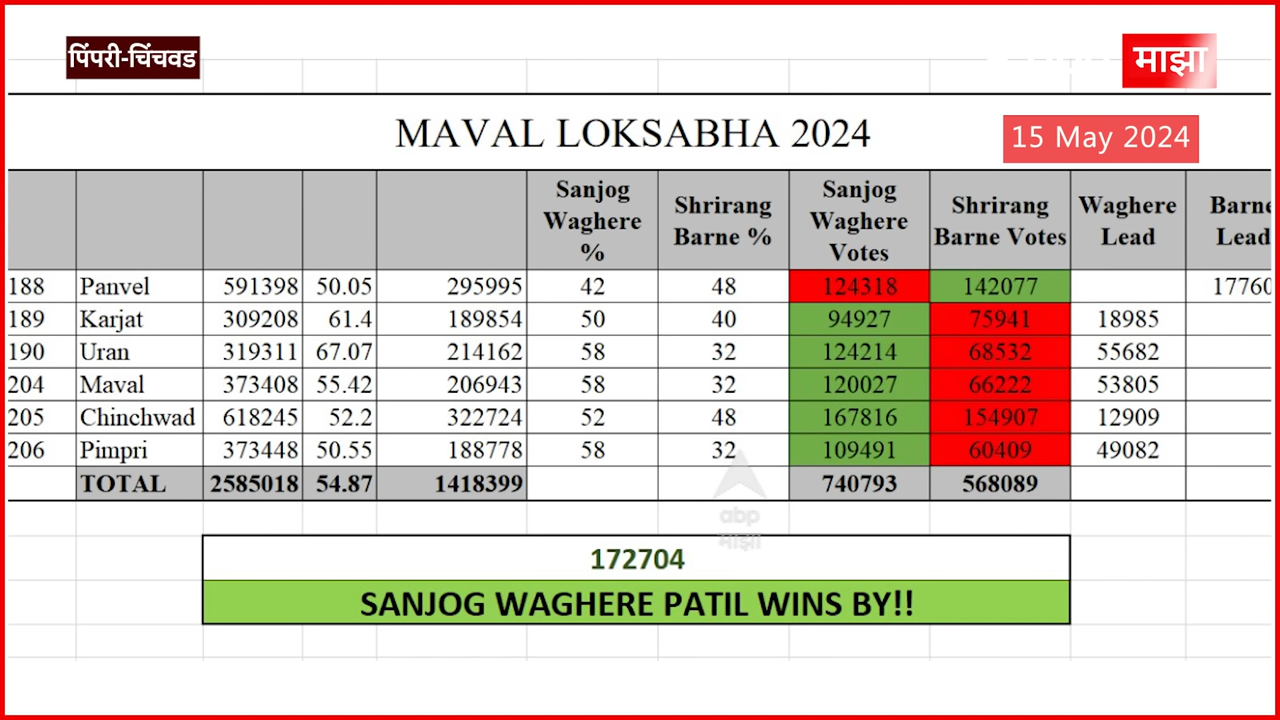 पिंपरी-चिंचवड
माझा
MAVAL LOKSABHA 2024
15 May 2024
Sanjog Waghere % Shrirang Barne % Sanjog Waghere Votes Shrirang Barne Votes Waghere Lead Barne Lead
188 Panvel 591398 50.05 295995 42 48 124318 142077 17760
189 Karjat 309208 61.4 189854 50 40 94927 75941 18985
190 Uran 319311 67.07 214162 58 32 124214 68532 55682
204 Maval 373408 55.42 206943 58 32 120027 66222 53805
205 Chinchwad 618245 52.2 322724 52 48 167816 154907 12909
206 Pimpri 373448 50.55 188778 58 32 109491 60409 49082
TOTAL 2585018 54.87 1418399 740793 568089
abp
माझा
172704
SANJOG WAGHERE PATIL WINS BY!!